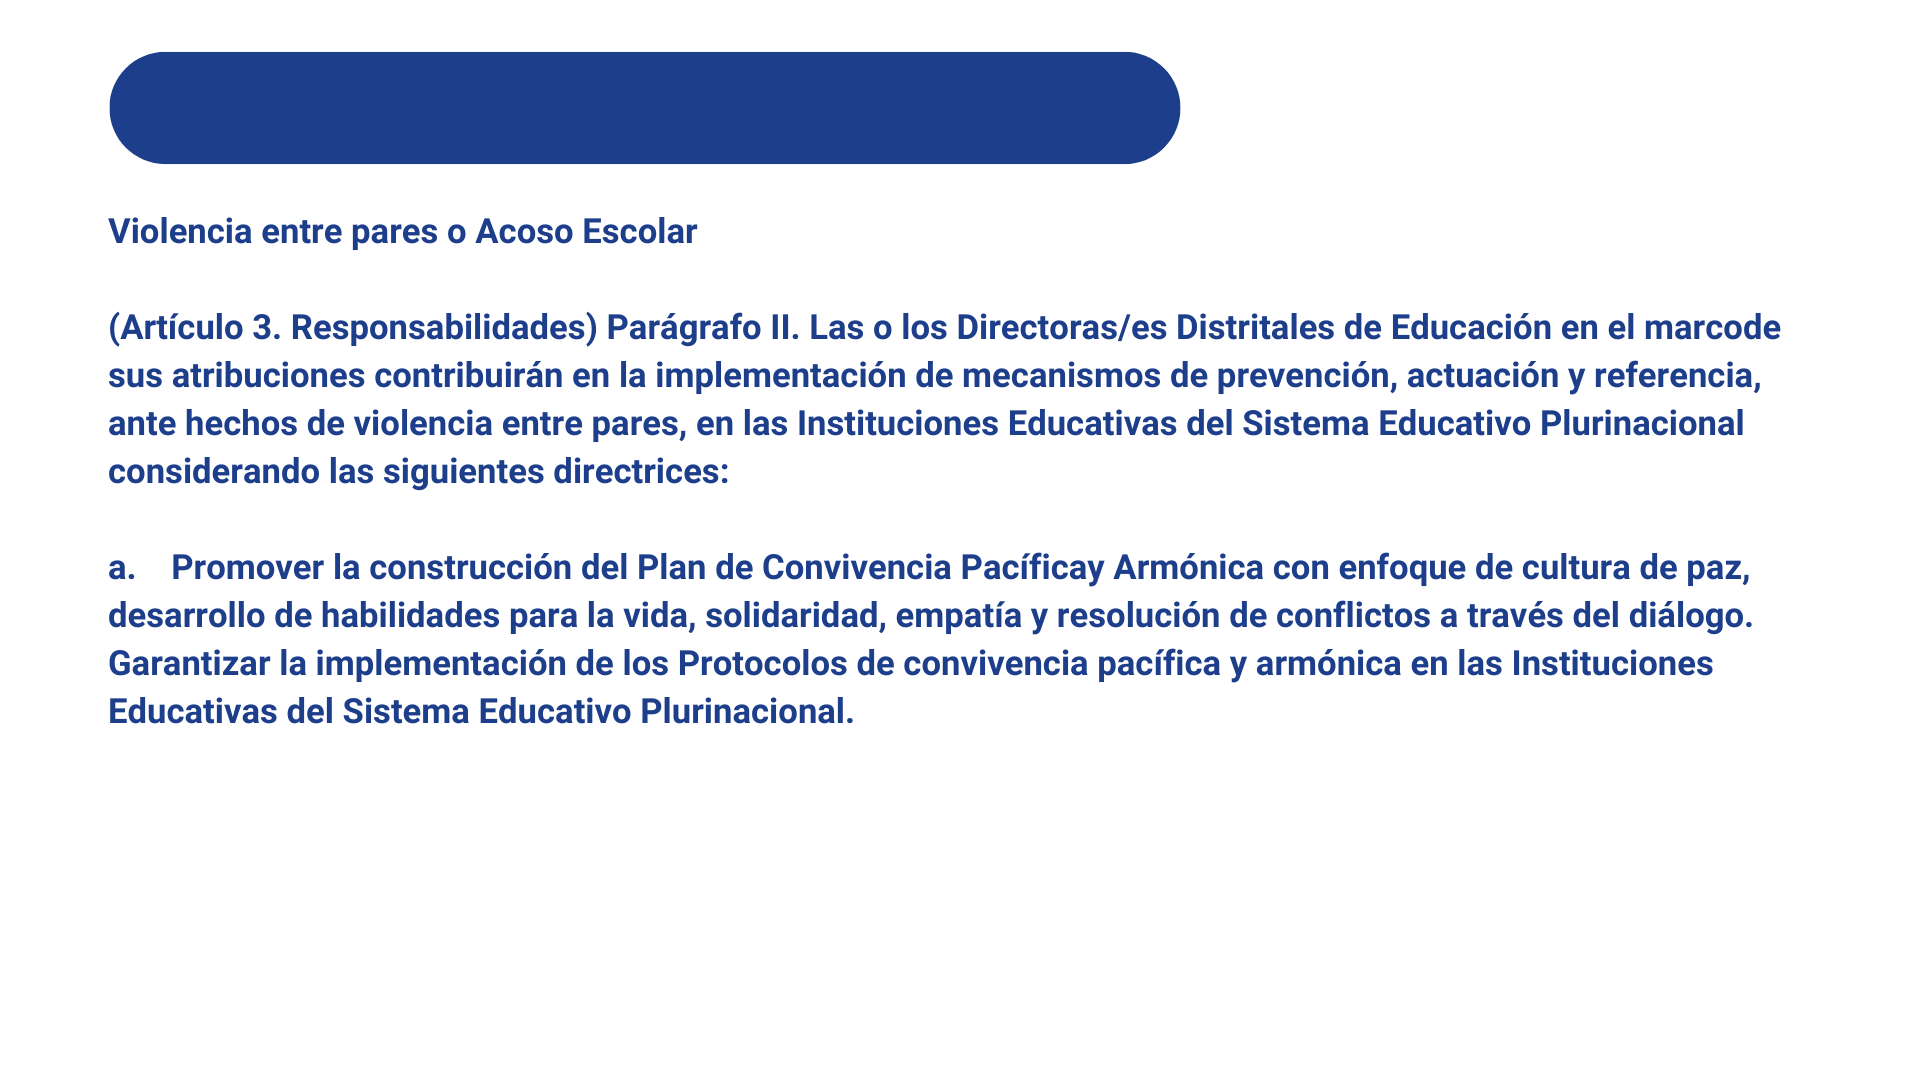 Violencia entre pares o Acoso Escolar
(Artículo 3. Responsabilidades) Parágrafo II. Las o los Directoras/es Distritales de Educación en el marcode
sus atribuciones contribuirán en la implementación de mecanismos de prevención, actuación y referencia,
ante hechos de violencia entre pares, en las Instituciones Educativas del Sistema Educativo Plurinacional
considerando las siguientes directrices:
a. Promover la construcción del Plan de Convivencia Pacíficay Armónica con enfoque de cultura de paz,
desarrollo de habilidades para la vida, solidaridad, empatía y resolución de conflictos a través del diálogo.
Garantizar la implementación de los Protocolos de convivencia pacífica y armónica en las Instituciones
Educativas del Sistema Educativo Plurinacional.